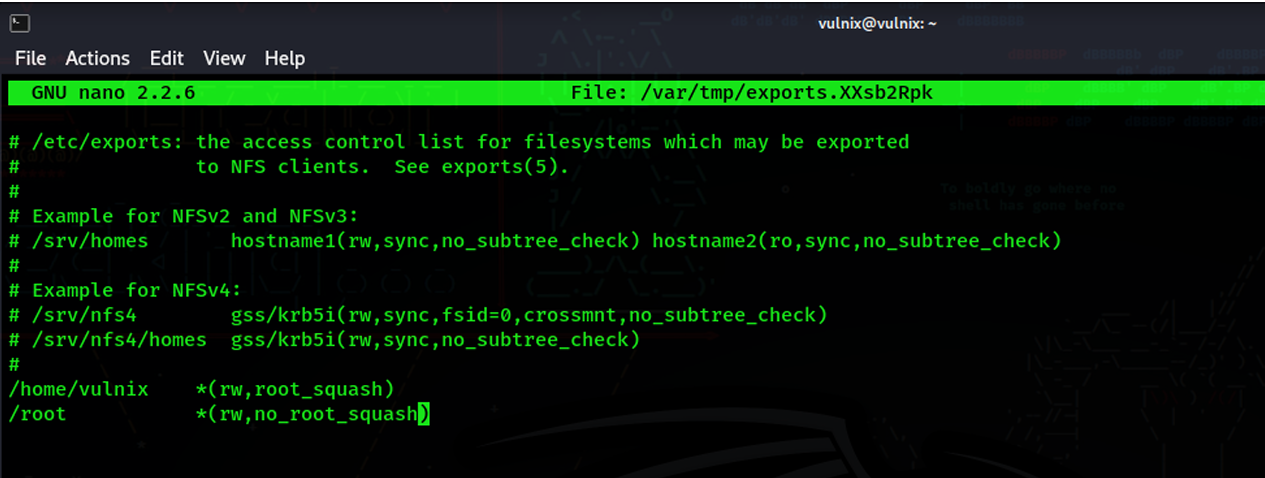 vulnix@vulnix: ~
File Actions Edit View Help
GNU nano 2.2.6 File: /var/tmp/exports.XXsb2Rpk
# /etc/exports: the access control list for filesystems which may be exported
# to NFS clients. See exports(5).
#
# Example for NFSv2 and NFSv3:
# /srv/homes hostname1(rw,sync,no_subtree_check) hostname2(ro,sync,no_subtree_check)
#
# Example for NFSv4:
# /srv/nfs4 gss/krb5i(rw,sync,fsid=0,crossmnt,no_subtree_check)
# /srv/nfs4/homes gss/krb5i(rw,sync,no_subtree_check)
#
/home/vulnix *(rw,root_squash)
/root *(rw,no_root_squash)
To boldly go where no
shell has gone before